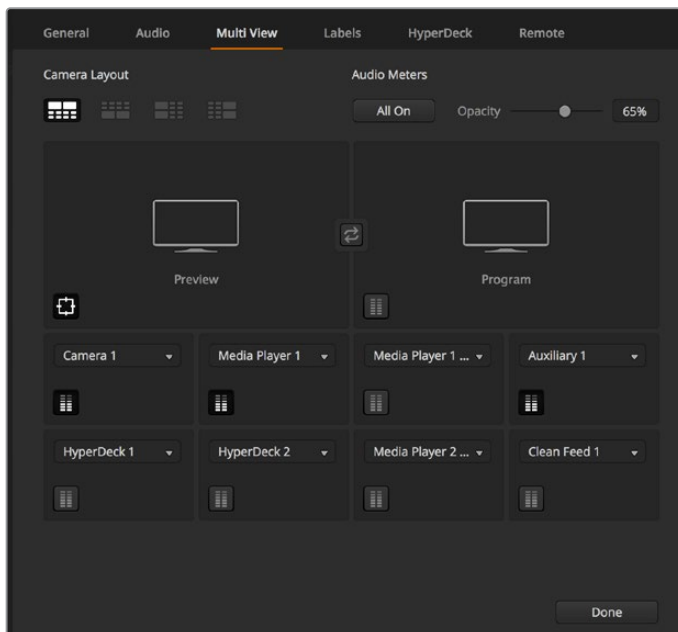 General Audio Multi View Labels HyperDeck Remote
Camera Layout Audio Meters
All On Opacity 65%
Preview Program
Camera 1 Media Player 1 Media Player 1 ... Auxiliary 1
HyperDeck 1 HyperDeck 2 Media Player 2 ... Clean Feed 1
Done